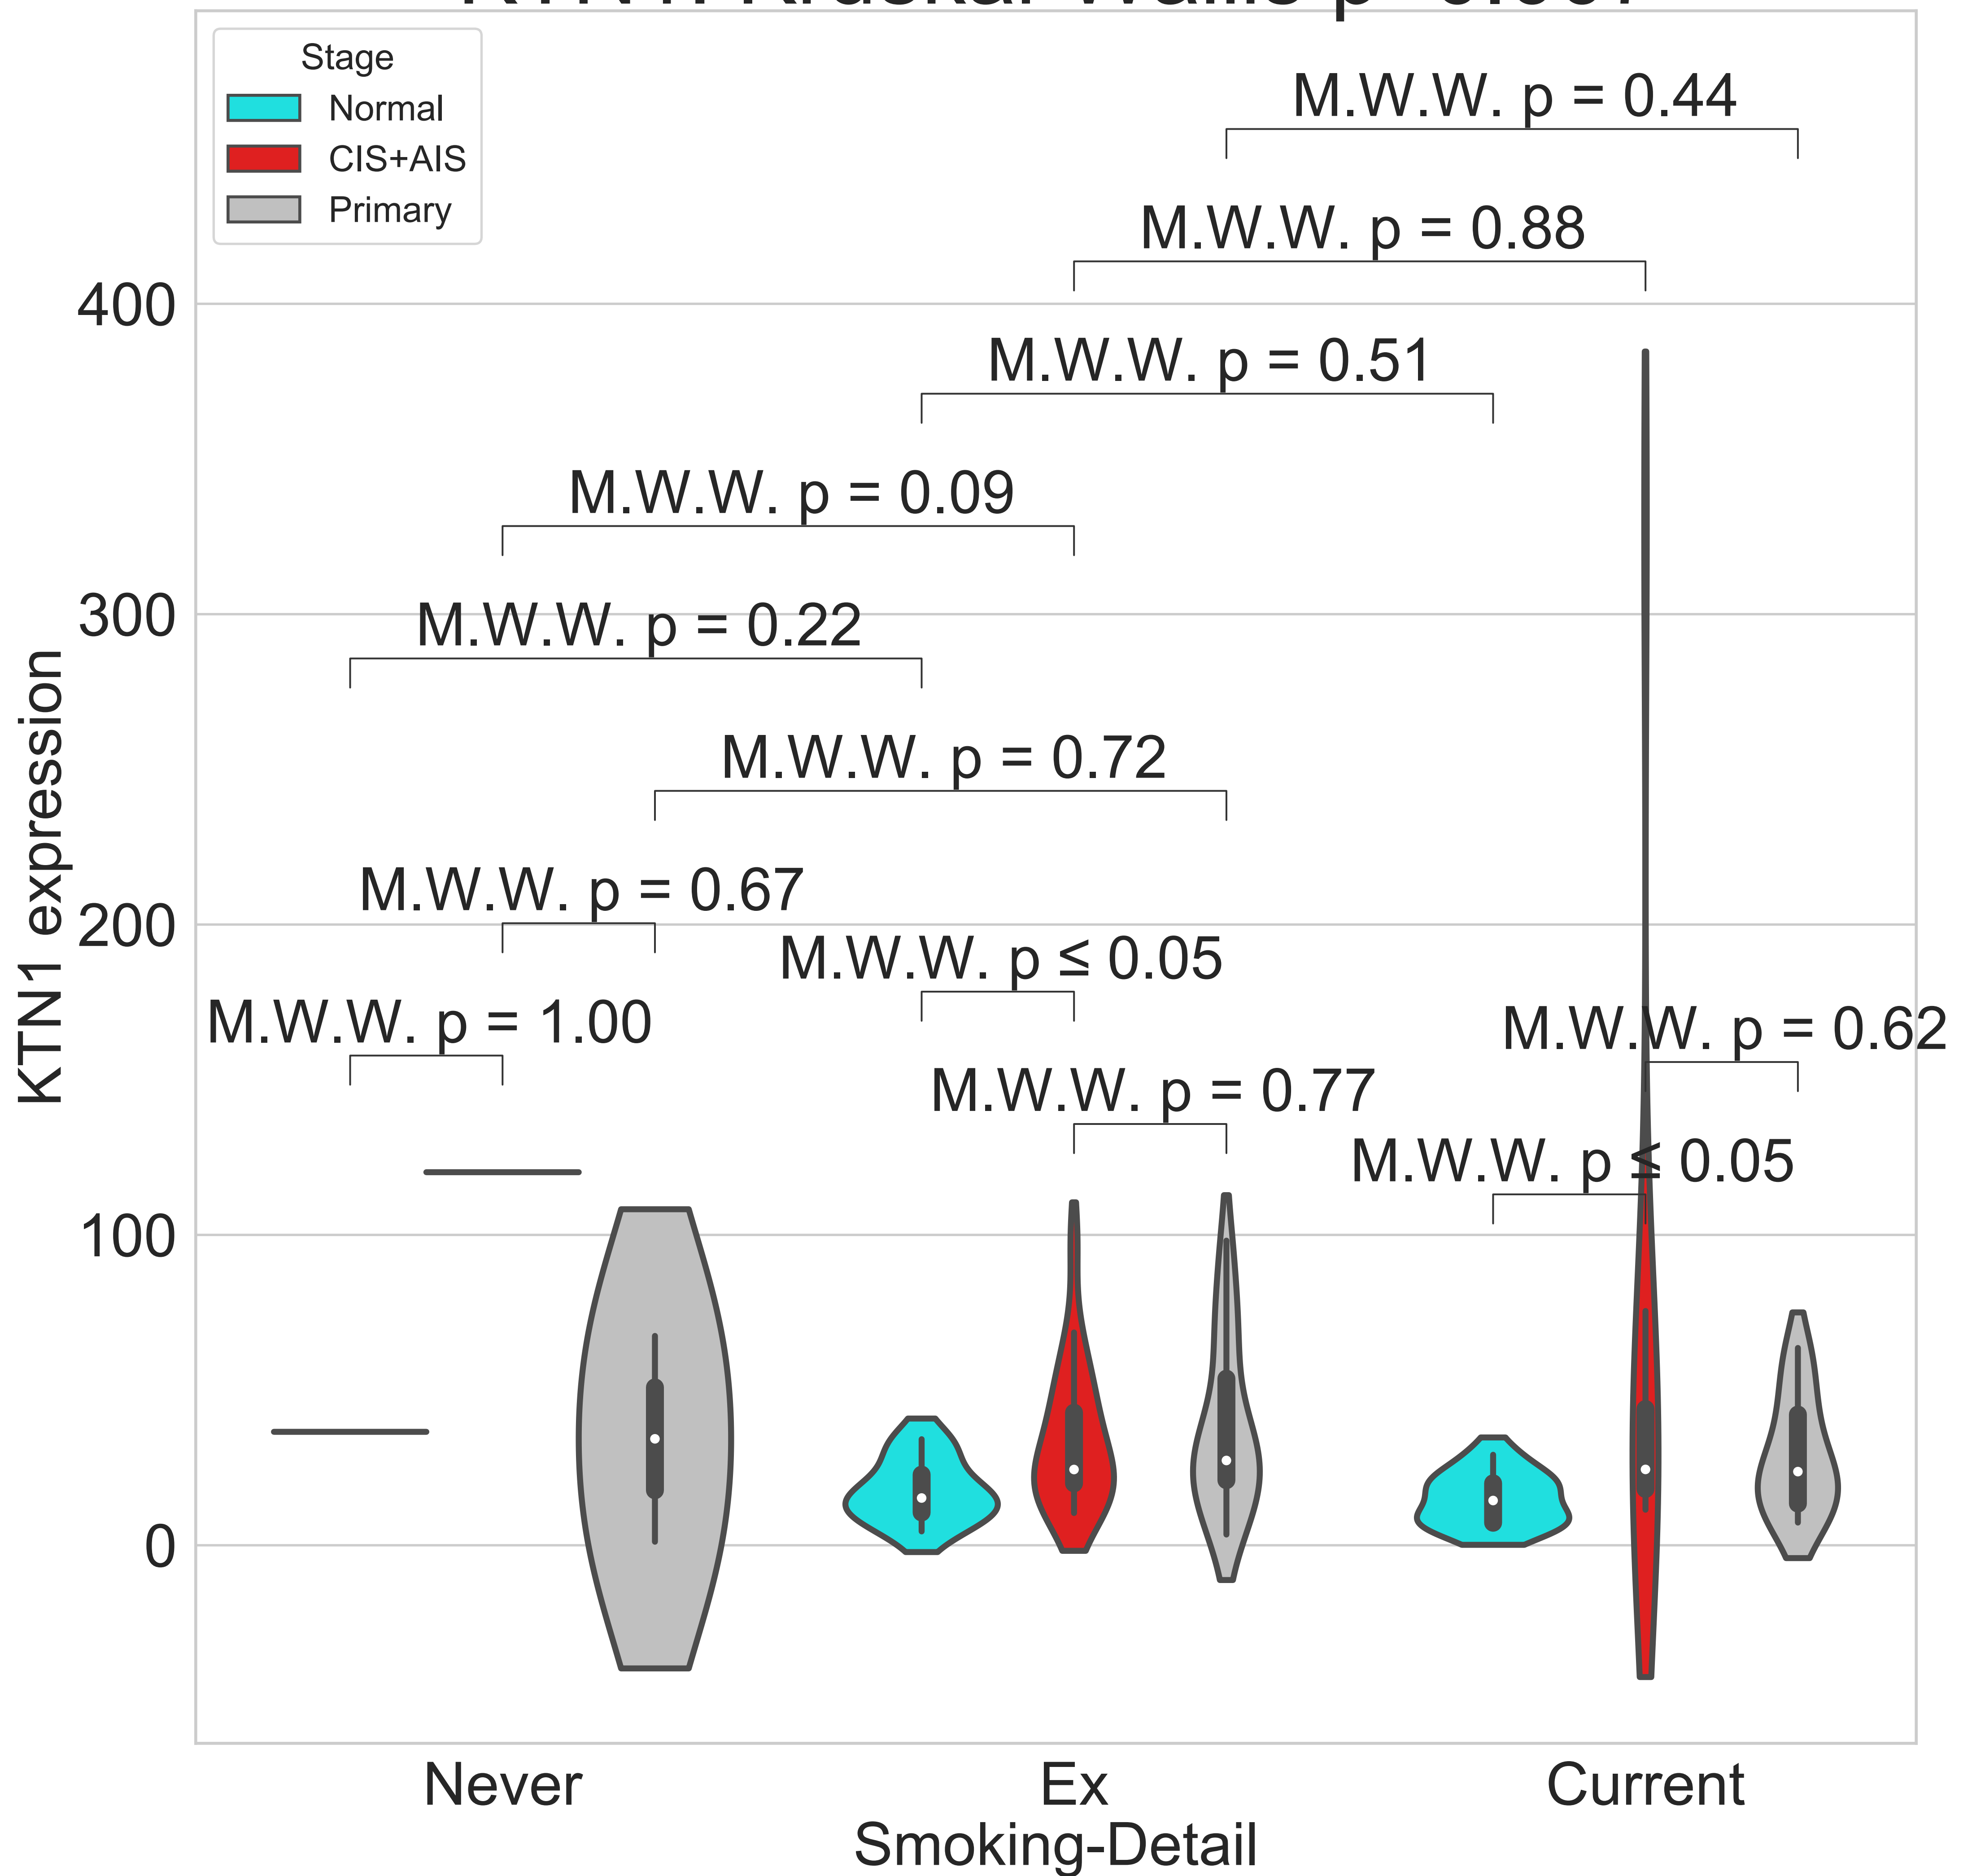 Stage
Normal
CIS+AIS
Primary
M.W.W. p = 0.44
M.W.W. p = 0.88
400
M.W.W. p = 0.51
M.W.W. p = 0.09
300
M.W.W. p = 0.22
M.W.W. p = 0.72
M.W.W. p = 0.67
200
M.W.W. p ≤ 0.05
M.W.W. p = 1.00
M.W.W. p = 0.62
M.W.W. p = 0.77
M.W.W. p ≤ 0.05
100
0
KTN1 expression
Never
Ex
Current
Smoking-Detail